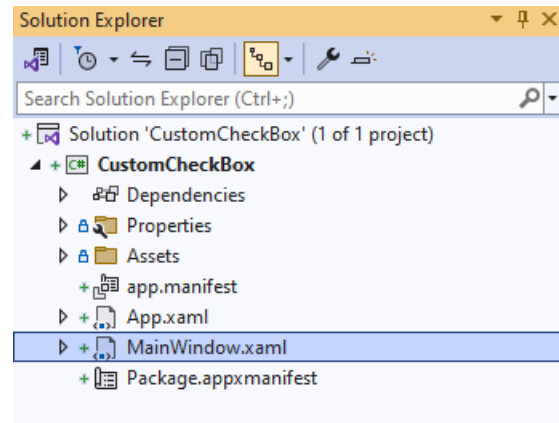 Solution Explorer
Search Solution Explorer (Ctrl+;)
Solution 'CustomCheckBox' (1 of 1 project)
C# CustomCheckBox
Dependencies
Properties
Assets
app.manifest
App.xaml
MainWindow.xaml
Package.appxmanifest